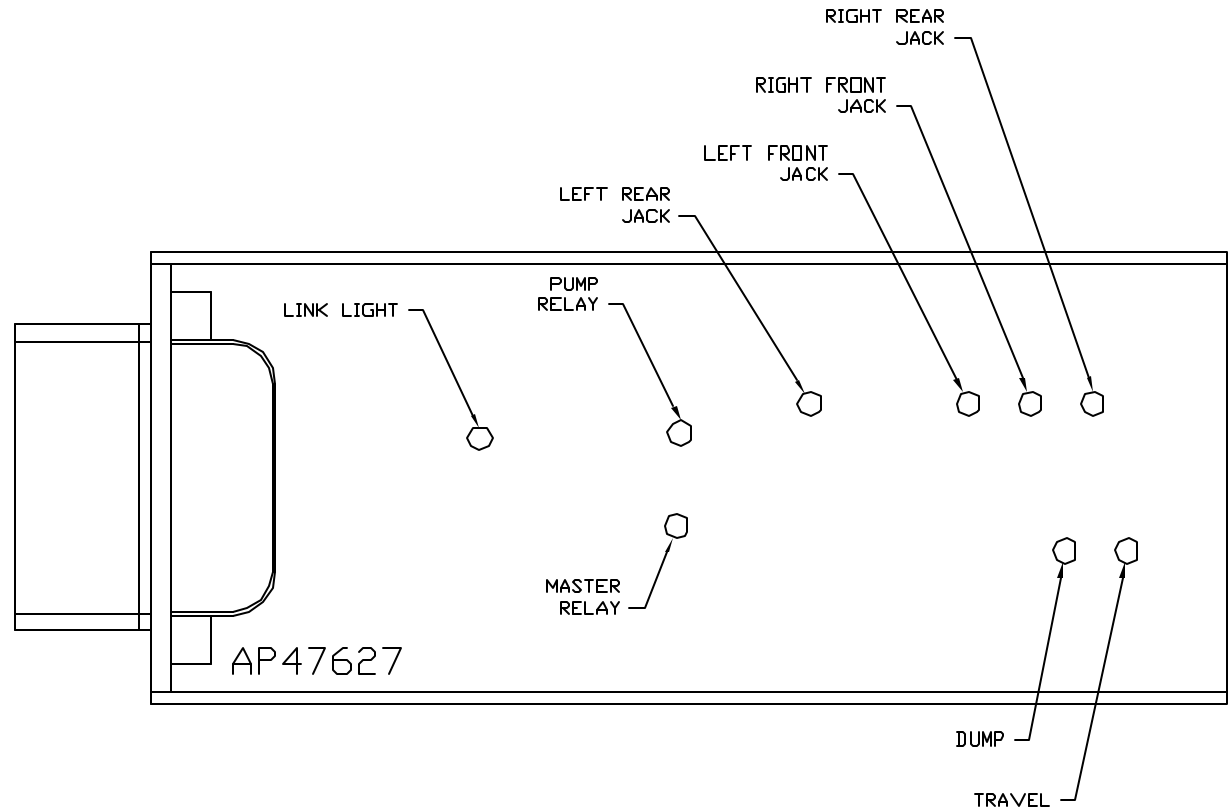 RIGHT REAR
JACK
RIGHT FRONT
JACK
LEFT FRONT
JACK
LEFT REAR
JACK
PUMP
RELAY
LINK LIGHT
MASTER
RELAY
AP47627
DUMP
TRAVEL